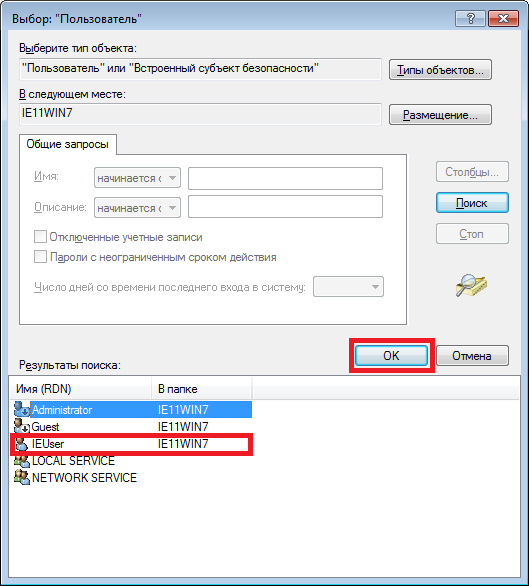 Выбор: "Пользователь"
Выберите тип объекта:
"Пользователь" или "Встроенный субъект безопасности"
Типы объектов...
В следующем месте:
IE11WIN7
Размещение...
Общие запросы
Имя:
начинается с
Описание:
начинается с
Отключенные учетные записи
Пароли с неограниченным сроком действия
Число дней со времени последнего входа в систему:
Столбцы...
Поиск
Стоп
OK
Отмена
Результаты поиска:
Имя (RDN) В папке
Administrator IE11WIN7
Guest IE11WIN7
IEUser IE11WIN7
LOCAL SERVICE
NETWORK SERVICE